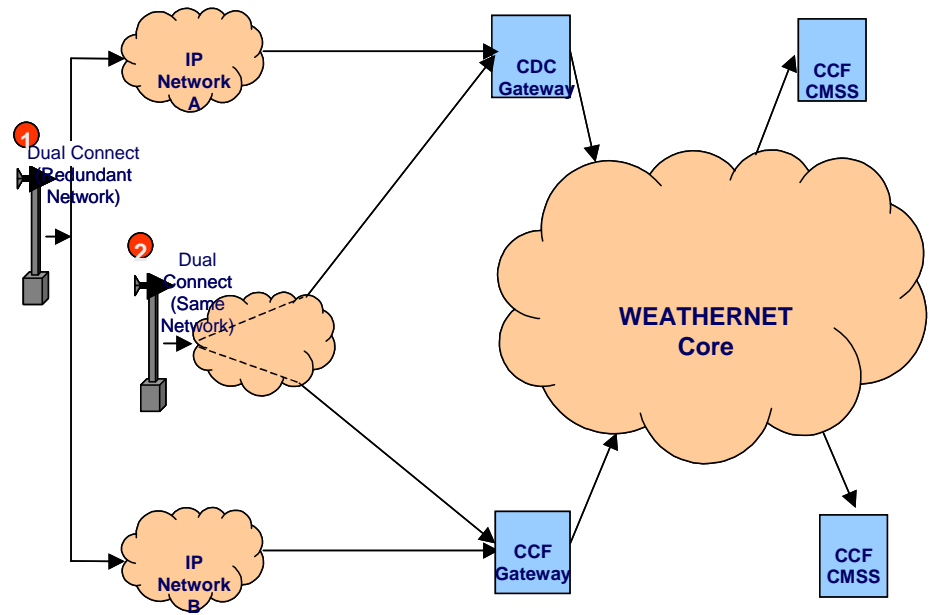 IP
Network
A
CDC
Gateway
CCF
CMSS
1
Dual Connect
(Redundant
Network)
2
Dual
Connect
(Same
Network)
WEATHERNET
Core
IP
Network
B
CCF
Gateway
CCF
CMSS